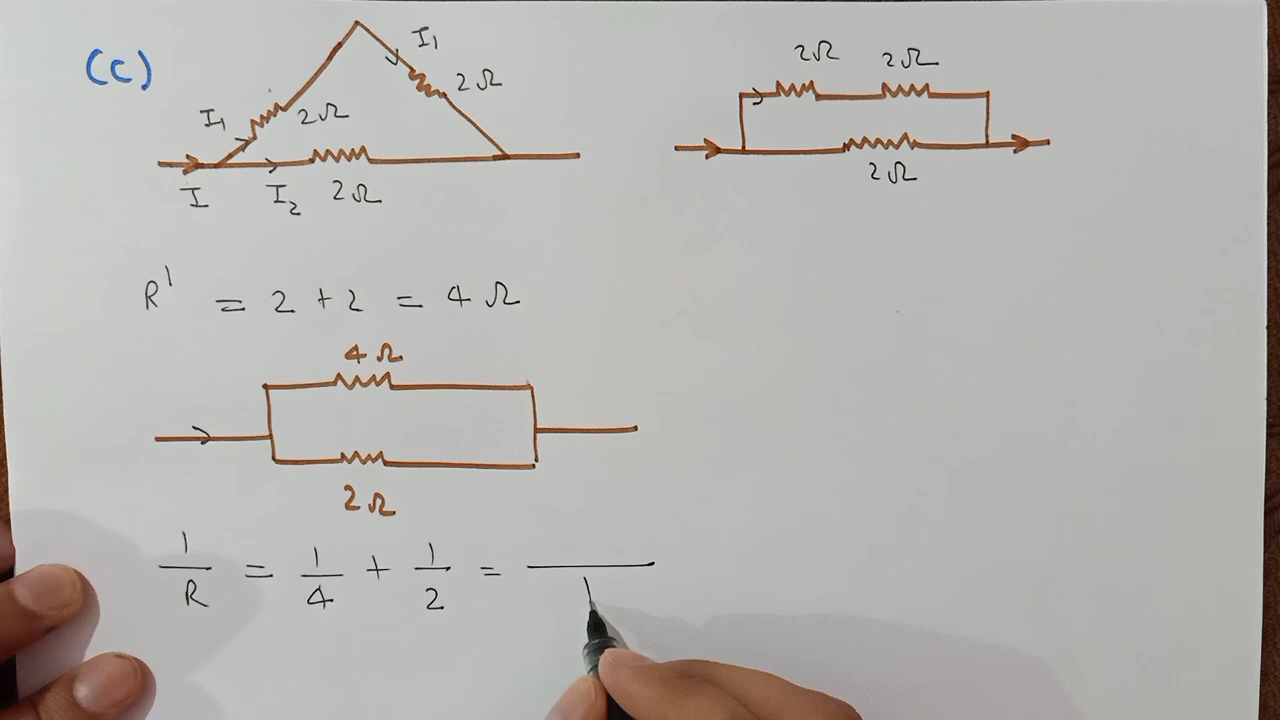 (C)
I₁
2Ω
I₁
2Ω
I
I₂
2Ω
2Ω 2Ω
2Ω
R' = 2 + 2 = 4 Ω
4 Ω
2 Ω
1/R = 1/4 + 1/2 =